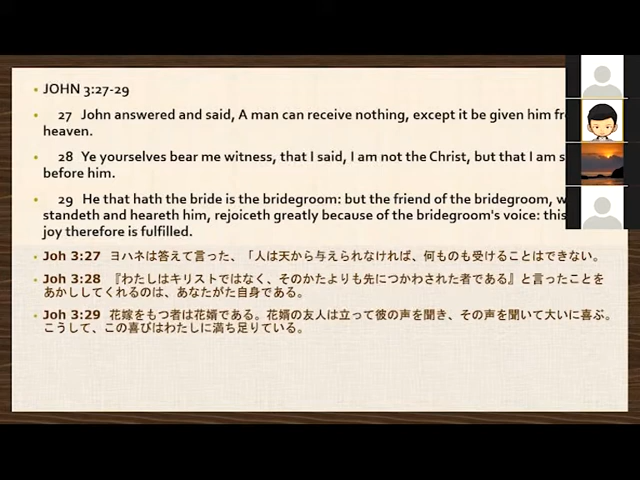 JOHN 3:27-29
27 John answered and said, A man can receive nothing, except it be given him
heaven.
28 Ye yourselves bear me witness, that I said, I am not the Christ, but that I am
before him.
29 He that hath the bride is the bridegroom: but the friend of the bridegroom,
standeth and heareth him, rejoiceth greatly because of the bridegroom's voice: this
joy therefore is fulfilled.
Joh 3:27 ヨハネは答えて言った、「人は天から与えられなければ、何ものも受けることはできない。
Joh 3:28 『わたしはキリストではなく、そのかたよりも先につかわされた者である』と言ったことを
あかししてくれるのは、あなたがた自身である。
Joh 3:29 花嫁をもつ者は花婿である。花婿の友人は立って彼の声を聞き、その声を聞いて大いに喜ぶ。
こうして、この喜びはわたしに満ち足りている。